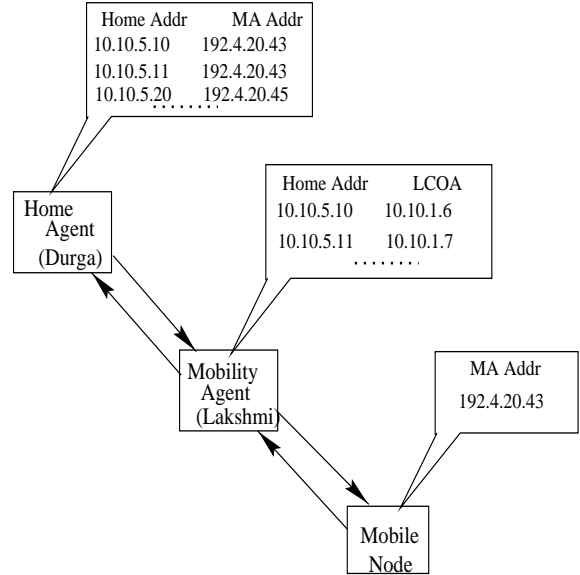 Home Addr MA Addr
10.10.5.10 192.4.20.43
10.10.5.11 192.4.20.43
10.10.5.20 192.4.20.45
. . . . . . . .
Home Addr LCOA
10.10.5.10 10.10.1.6
10.10.5.11 10.10.1.7
. . . . . . . .
Home
Agent
(Durga)
Mobility
Agent
(Lakshmi)
MA Addr
192.4.20.43
Mobile
Node